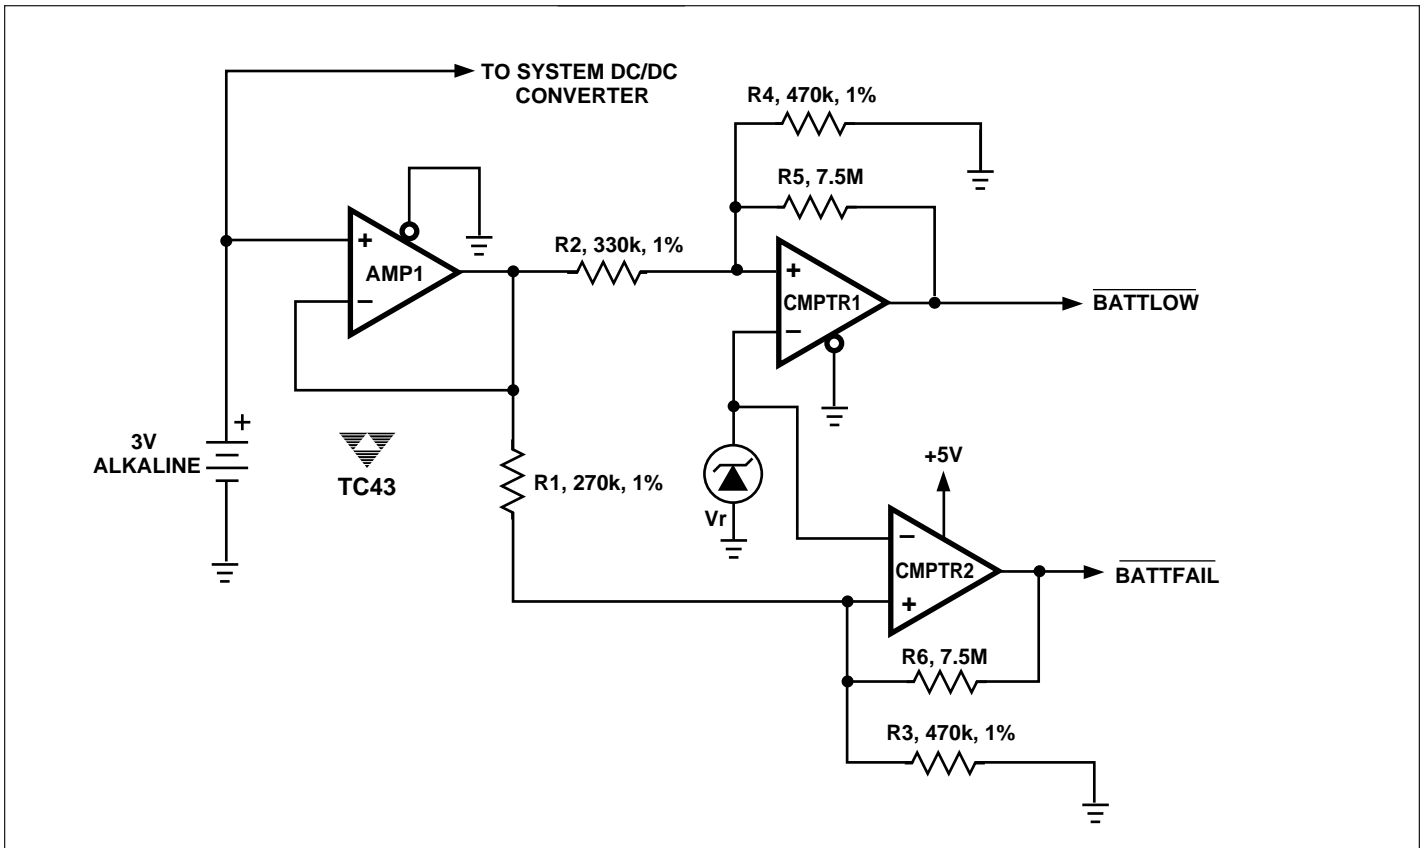 TO SYSTEM DC/DC
CONVERTER
R4, 470k, 1%
R5, 7.5M
+
AMP1
–
R2, 330k, 1%
+
CMPTR1
–
BATTLOW
+
3V
ALKALINE
TC43
R1, 270k, 1%
Vr
+5V
–
CMPTR2
+
BATTFAIL
R6, 7.5M
R3, 470k, 1%